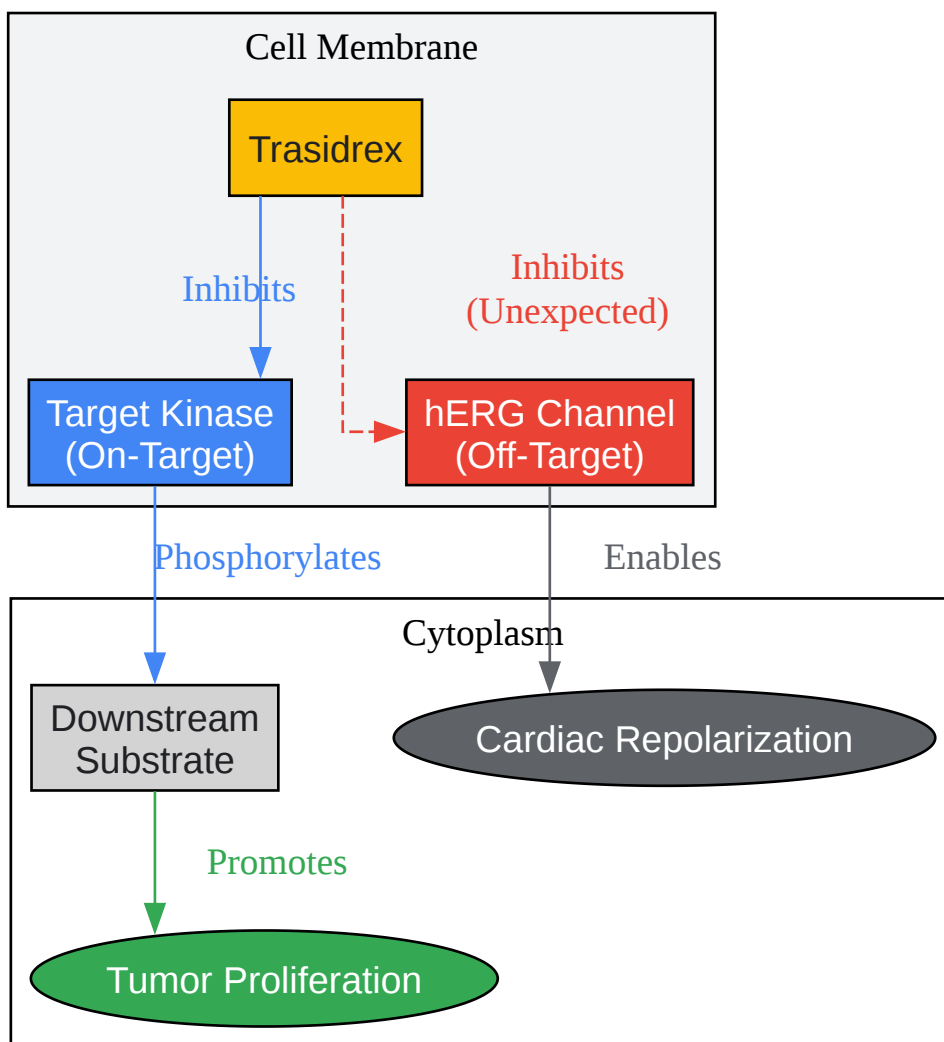 Cell Membrane
Trasidrex
Inhibits
Inhibits
(Unexpected)
Target Kinase
(On-Target)
hERG Channel
(Off-Target)
Phosphorylates
Enables
Cytoplasm
Downstream
Substrate
Cardiac Repolarization
Promotes
Tumor Proliferation